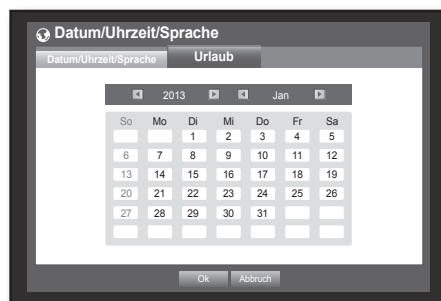 Datum/Uhrzeit/Sprache
Datum/Uhrzeit/Sprache Urlaub
2013 Jan
So Mo Di Mi Do Fr Sa
1 2 3 4 5
6 7 8 9 10 11 12
13 14 15 16 17 18 19
20 21 22 23 24 25 26
27 28 29 30 31
Ok Abbruch